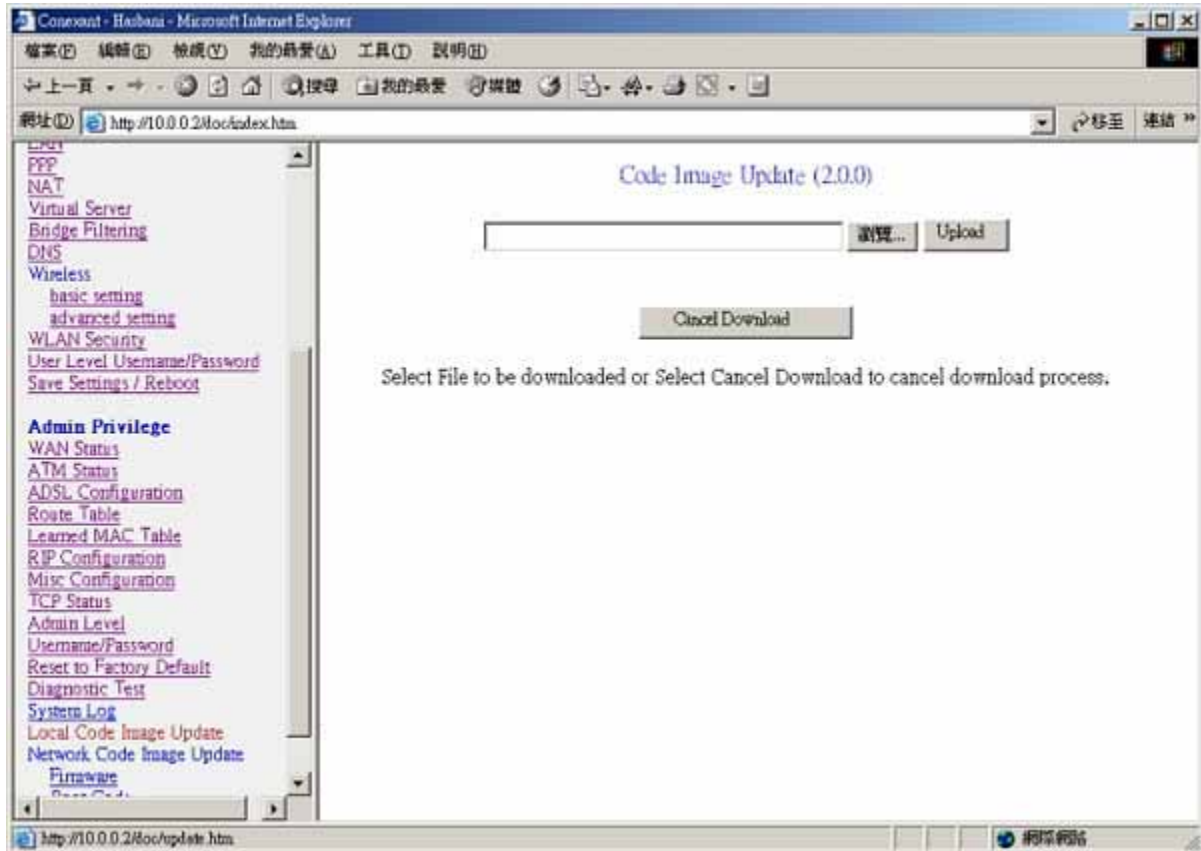 Conexant - Hasbani - Microsoft Internet Explorer
檔案(F) 編輯(E) 檢視(V) 我的最愛(A) 工具(T) 說明(H)
上一頁 搜尋 我的最愛 媒體
網址(D) http://10.0.0.2/doc/index.htm 移至 連結 »
LAN
PPP
NAT
Virtual Server
Bridge Filtering
DNS
Wireless
basic setting
advanced setting
WLAN Security
User Level Username/Password
Save Settings / Reboot
Admin Privilege
WAN Status
ATM Status
ADSL Configuration
Route Table
Learned MAC Table
RIP Configuration
Misc Configuration
TCP Status
Admin Level
Username/Password
Reset to Factory Default
Diagnostic Test
System Log
Local Code Image Update
Network Code Image Update
Firmware
Boot Code
Code Image Update (2.0.0)
瀏覽... Upload
Cancel Download
Select File to be downloaded or Select Cancel Download to cancel download process.
http://10.0.0.2/doc/update.htm 網際網路